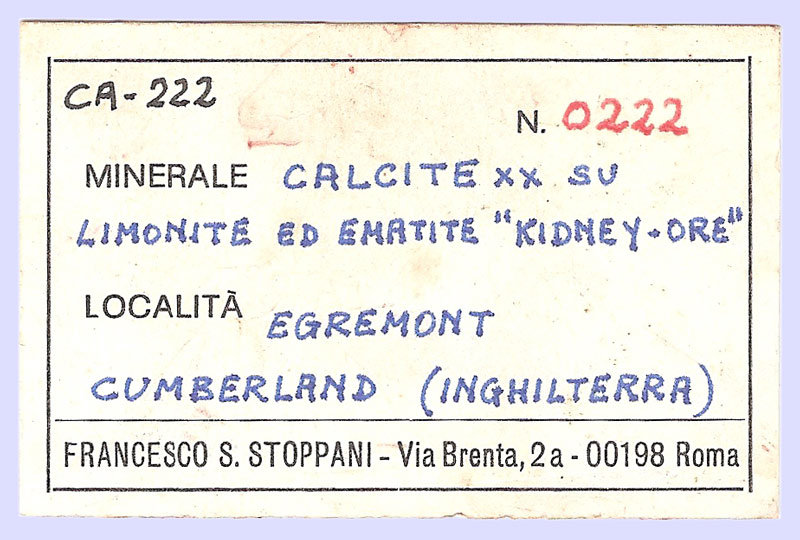 CA-222
N. 0222
MINERALE CALCITE xx SU
LIMONITE ED EMATITE "KIDNEY-ORE"
LOCALITÀ EGREMONT
CUMBERLAND (INGHILTERRA)
FRANCESCO S. STOPPANI - Via Brenta, 2a - 00198 Roma